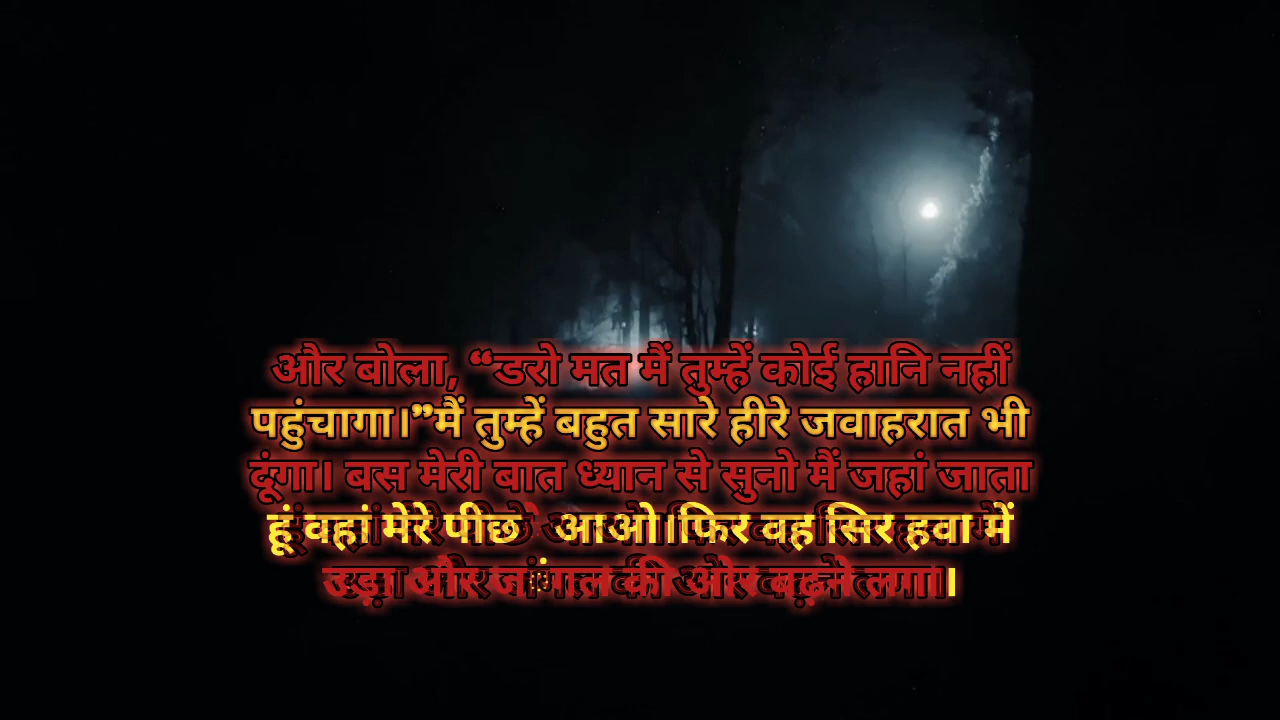 और बोला, “डरो मत मैं तुम्हें कोई हानि नहीं
पहुंचागा।”मैं तुम्हें बहुत सारे हीरे जवाहरात भी
दूंगा। बस मेरी बात ध्यान से सुनो मैं जहां जाता
हूं वहां मेरे पीछे आओ।फिर वह सिर हवा में
उड़ा और जंगल की ओर बढ़ने लगा।